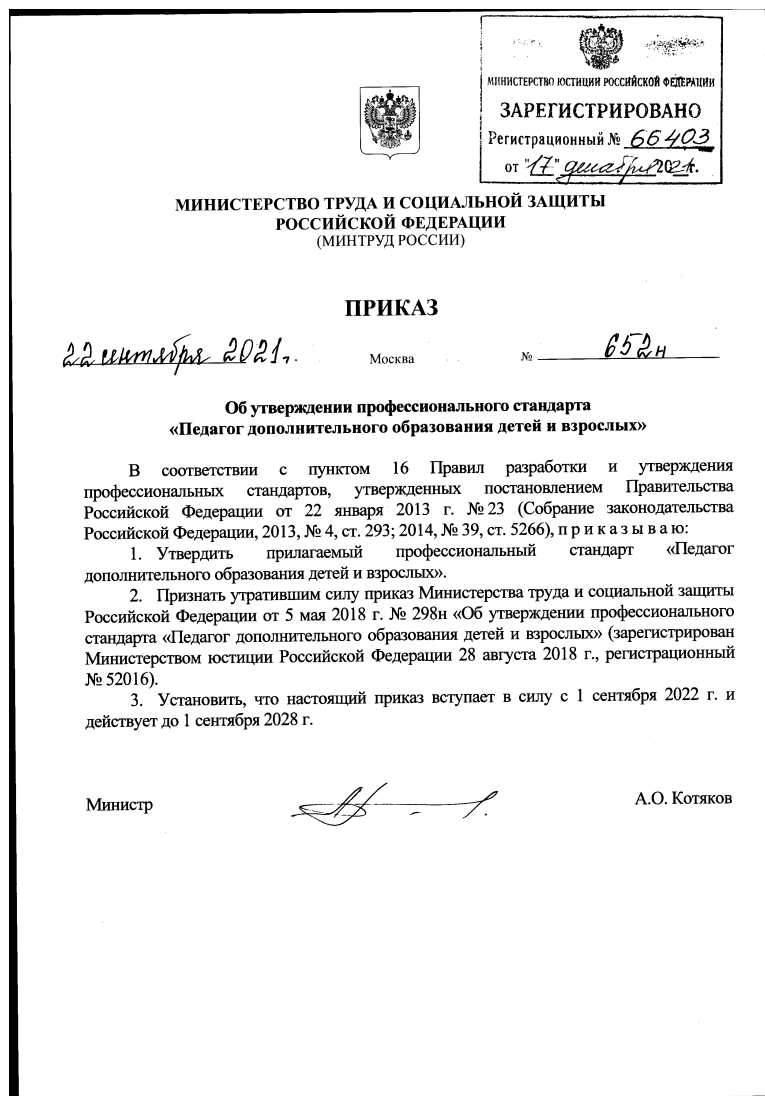 МИНИСТЕРСТВО ЮСТИЦИИ РОССИЙСКОЙ ФЕДЕРАЦИИ
ЗАРЕГИСТРИРОВАНО
Регистрационный № 66403
от "17" декабря 2021г.
МИНИСТЕРСТВО ТРУДА И СОЦИАЛЬНОЙ ЗАЩИТЫ
РОССИЙСКОЙ ФЕДЕРАЦИИ
(МИНТРУД РОССИИ)
ПРИКАЗ
22 сентября 2021г. Москва № 652н
Об утверждении профессионального стандарта
«Педагог дополнительного образования детей и взрослых»
В соответствии с пунктом 16 Правил разработки и утверждения
профессиональных стандартов, утвержденных постановлением Правительства
Российской Федерации от 22 января 2013 г. № 23 (Собрание законодательства
Российской Федерации, 2013, № 4, ст. 293; 2014, № 39, ст. 5266), п р и к а з ы в а ю:
1. Утвердить прилагаемый профессиональный стандарт «Педагог
дополнительного образования детей и взрослых».
2. Признать утратившим силу приказ Министерства труда и социальной защиты
Российской Федерации от 5 мая 2018 г. № 298н «Об утверждении профессионального
стандарта «Педагог дополнительного образования детей и взрослых» (зарегистрирован
Министерством юстиции Российской Федерации 28 августа 2018 г., регистрационный
№ 52016).
3. Установить, что настоящий приказ вступает в силу с 1 сентября 2022 г. и
действует до 1 сентября 2028 г.
Министр А.О. Котяков